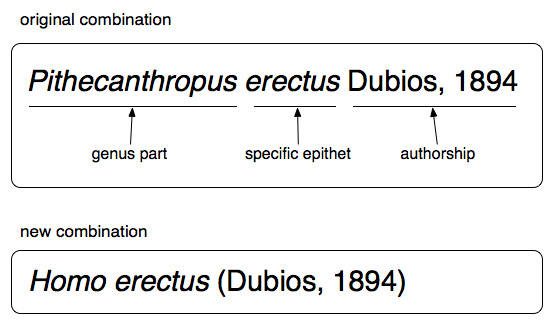 original combination
Pithecanthropus erectus Dubios, 1894
genus part specific epithet authorship
new combination
Homo erectus (Dubios, 1894)